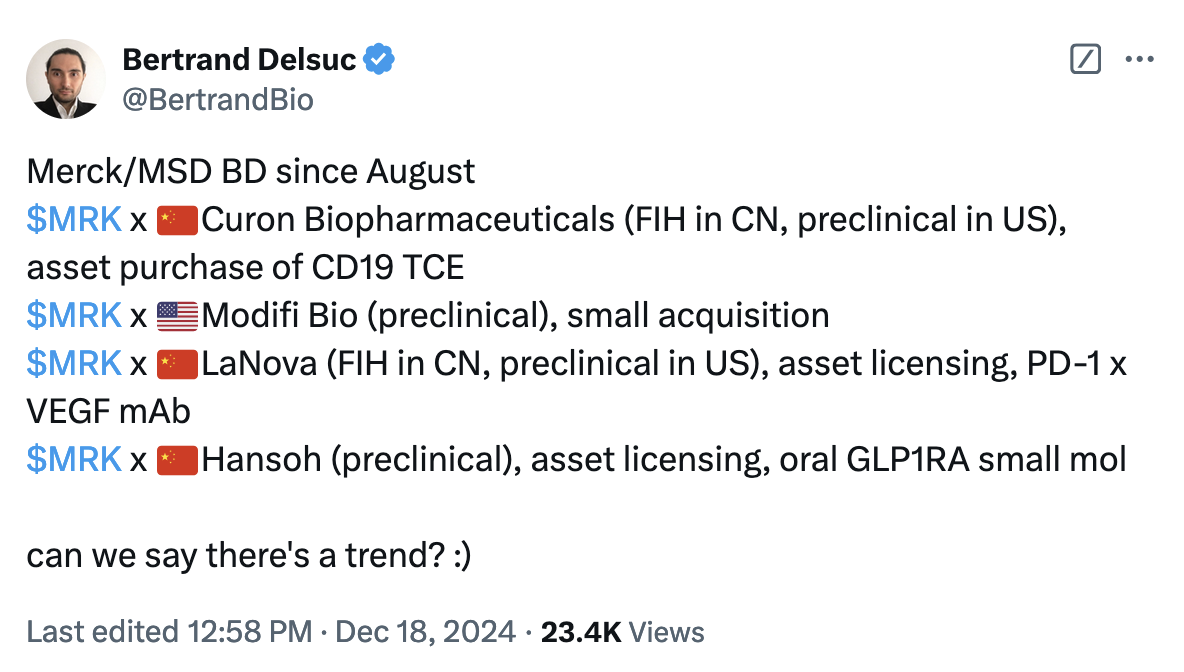 Bertrand Delsuc
@BertrandBio
Merck/MSD BD since August
$MRK x 🇨🇳Curon Biopharmaceuticals (FIH in CN, preclinical in US),
asset purchase of CD19 TCE
$MRK x 🇺🇸Modifi Bio (preclinical), small acquisition
$MRK x 🇨🇳LaNova (FIH in CN, preclinical in US), asset licensing, PD-1 x
VEGF mAb
$MRK x 🇨🇳Hansoh (preclinical), asset licensing, oral GLP1RA small mol
can we say there's a trend? :)
Last edited 12:58 PM · Dec 18, 2024 · 23.4K Views